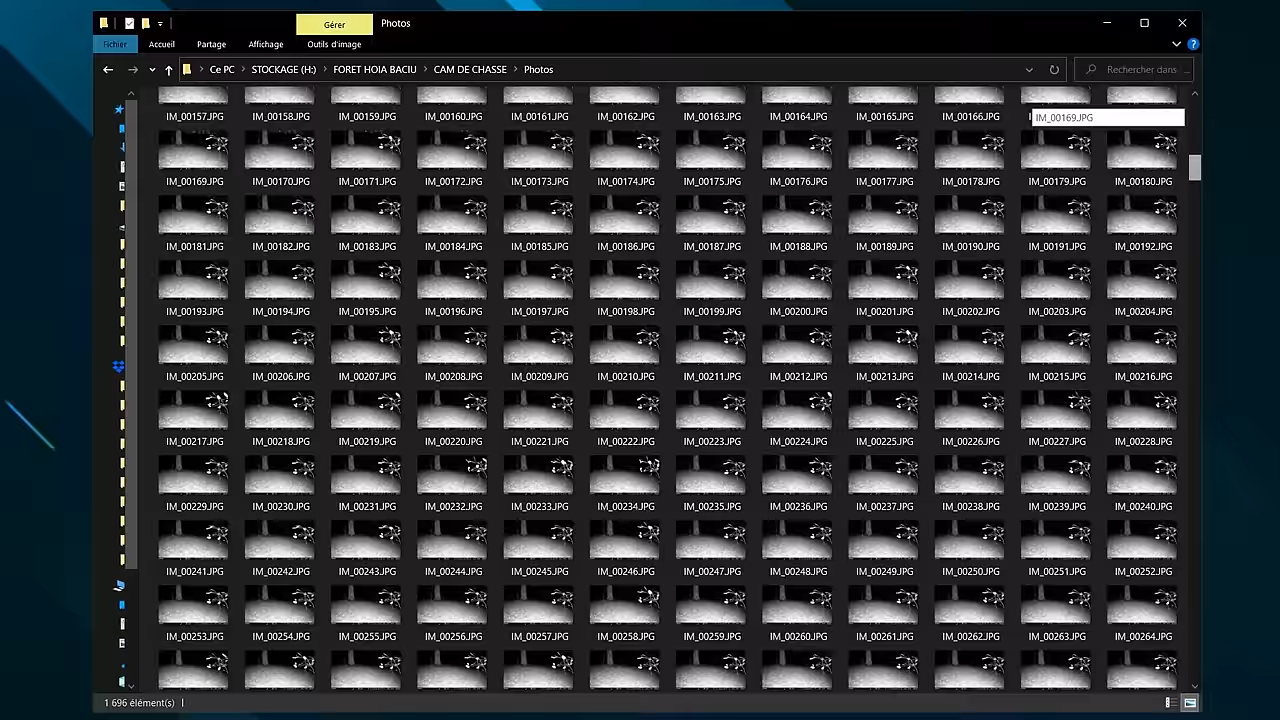 Gérer
Photos
Fichier
Accueil
Partage
Affichage
Outils d'image
Ce PC
STOCKAGE (H:)
FORET HOIA BACIU
CAM DE CHASSE
Photos
Rechercher dans ...
IM_00157.JPG IM_00158.JPG IM_00159.JPG IM_00160.JPG IM_00161.JPG IM_00162.JPG IM_00163.JPG IM_00164.JPG IM_00165.JPG IM_00166.JPG IM_00169.JPG
IM_00169.JPG IM_00170.JPG IM_00171.JPG IM_00172.JPG IM_00173.JPG IM_00174.JPG IM_00175.JPG IM_00176.JPG IM_00177.JPG IM_00178.JPG IM_00179.JPG IM_00180.JPG
IM_00181.JPG IM_00182.JPG IM_00183.JPG IM_00184.JPG IM_00185.JPG IM_00186.JPG IM_00187.JPG IM_00188.JPG IM_00189.JPG IM_00190.JPG IM_00191.JPG IM_00192.JPG
IM_00193.JPG IM_00194.JPG IM_00195.JPG IM_00196.JPG IM_00197.JPG IM_00198.JPG IM_00199.JPG IM_00200.JPG IM_00201.JPG IM_00202.JPG IM_00203.JPG IM_00204.JPG
IM_00205.JPG IM_00206.JPG IM_00207.JPG IM_00208.JPG IM_00209.JPG IM_00210.JPG IM_00211.JPG IM_00212.JPG IM_00213.JPG IM_00214.JPG IM_00215.JPG IM_00216.JPG
IM_00217.JPG IM_00218.JPG IM_00219.JPG IM_00220.JPG IM_00221.JPG IM_00222.JPG IM_00223.JPG IM_00224.JPG IM_00225.JPG IM_00226.JPG IM_00227.JPG IM_00228.JPG
IM_00229.JPG IM_00230.JPG IM_00231.JPG IM_00232.JPG IM_00233.JPG IM_00234.JPG IM_00235.JPG IM_00236.JPG IM_00237.JPG IM_00238.JPG IM_00239.JPG IM_00240.JPG
IM_00241.JPG IM_00242.JPG IM_00243.JPG IM_00244.JPG IM_00245.JPG IM_00246.JPG IM_00247.JPG IM_00248.JPG IM_00249.JPG IM_00250.JPG IM_00251.JPG IM_00252.JPG
IM_00253.JPG IM_00254.JPG IM_00255.JPG IM_00256.JPG IM_00257.JPG IM_00258.JPG IM_00259.JPG IM_00260.JPG IM_00261.JPG IM_00262.JPG IM_00263.JPG IM_00264.JPG
1 696 élément(s)